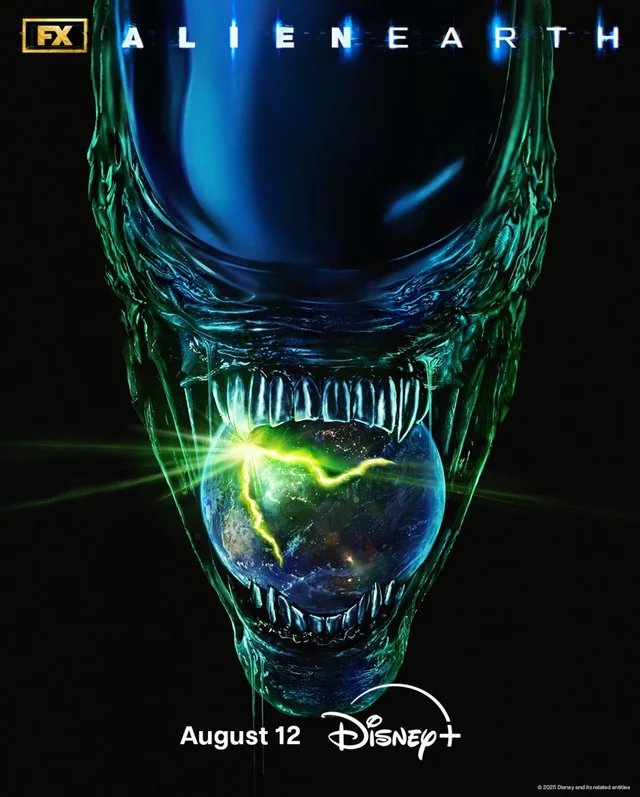 FX
ALIEN EARTH
August 12 Disney+
© 2025 Disney and its related entities